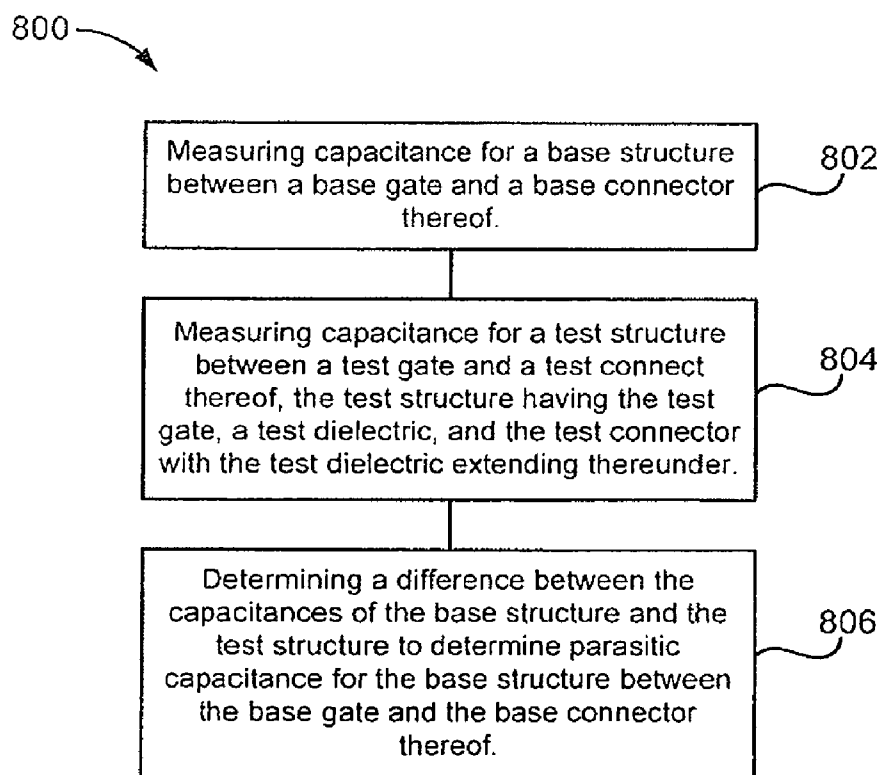 800
Measuring capacitance for a base structure
between a base gate and a base connector
thereof.
802
Measuring capacitance for a test structure
between a test gate and a test connect
thereof, the test structure having the test
gate, a test dielectric, and the test connector
with the test dielectric extending thereunder.
804
Determining a difference between the
capacitances of the base structure and the
test structure to determine parasitic
capacitance for the base structure between
the base gate and the base connector
thereof.
806